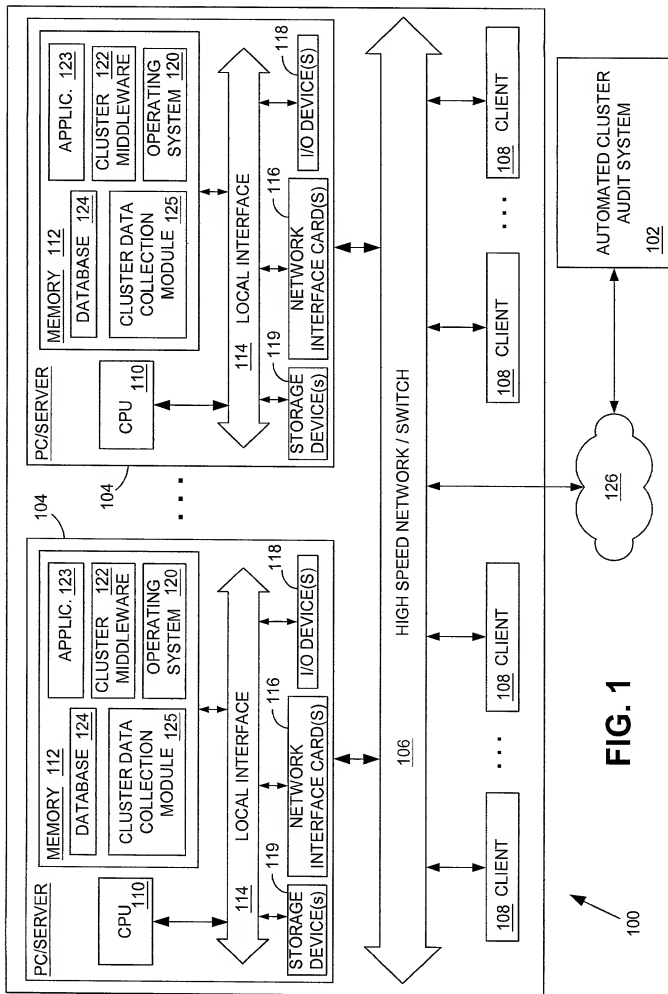 PC/SERVER
CPU
110
MEMORY 112
DATABASE 124
CLUSTER DATA
COLLECTION
MODULE 125
APPLIC. 123
CLUSTER 122
MIDDLEWARE
OPERATING
SYSTEM 120
114 LOCAL INTERFACE
119
STORAGE
DEVICE(s)
116
NETWORK
INTERFACE CARD(S)
118
I/O DEVICE(S)
104
104
. . .
PC/SERVER
CPU
110
MEMORY 112
DATABASE 124
CLUSTER DATA
COLLECTION
MODULE 125
APPLIC. 123
CLUSTER 122
MIDDLEWARE
OPERATING
SYSTEM 120
114 LOCAL INTERFACE
119
STORAGE
DEVICE(s)
116
NETWORK
INTERFACE CARD(S)
118
I/O DEVICE(S)
106
HIGH SPEED NETWORK / SWITCH
108 CLIENT
. . .
108 CLIENT
108 CLIENT
. . .
108 CLIENT
100
FIG. 1
126
AUTOMATED CLUSTER
AUDIT SYSTEM
102